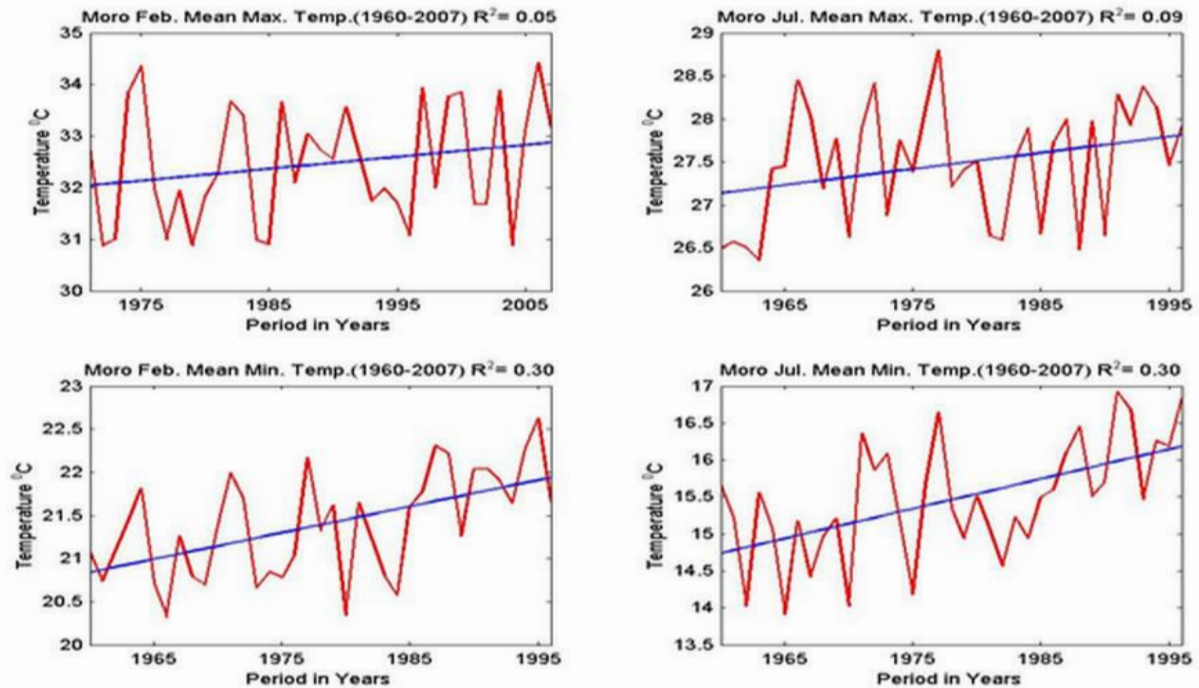 Moro Feb. Mean Max. Temp.(1960-2007) R²= 0.05
35
34
33
32
31
30
Temperature ⁰C
1975 1985 1995 2005
Period in Years
Moro Jul. Mean Max. Temp.(1960-2007) R²= 0.09
29
28.5
28
27.5
27
26.5
26
Temperature ⁰C
1965 1975 1985 1995
Period in Years
Moro Feb. Mean Min. Temp.(1960-2007) R²= 0.30
23
22.5
22
21.5
21
20.5
20
Temperature ⁰C
1965 1975 1985 1995
Period in Years
Moro Jul. Mean Min. Temp.(1960-2007) R²= 0.30
17
16.5
16
15.5
15
14.5
14
13.5
Temperature ⁰C
1965 1975 1985 1995
Period in Years